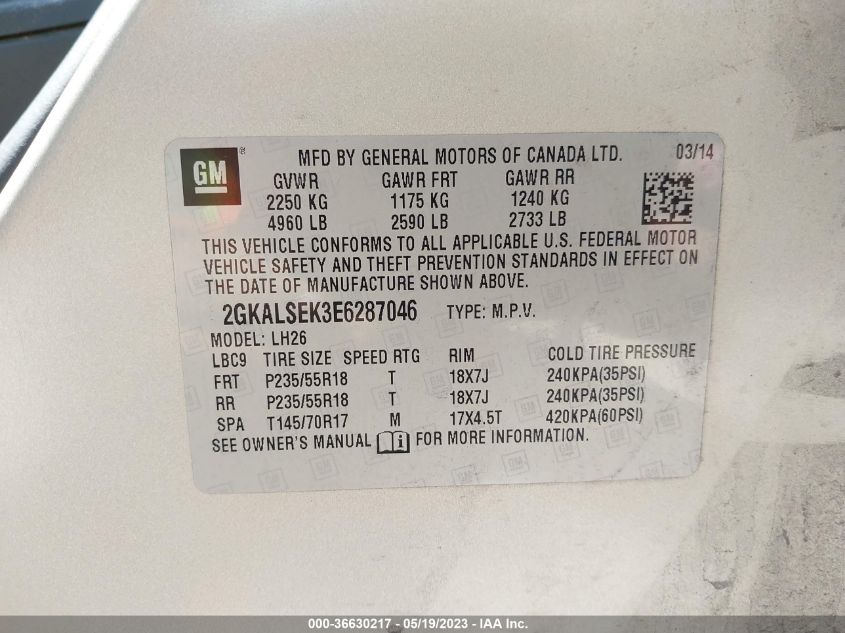 GM ® MFD BY GENERAL MOTORS OF CANADA LTD. 03/14
GVWR GAWR FRT GAWR RR
2250 KG 1175 KG 1240 KG
4960 LB 2590 LB 2733 LB
THIS VEHICLE CONFORMS TO ALL APPLICABLE U.S. FEDERAL MOTOR
VEHICLE SAFETY AND THEFT PREVENTION STANDARDS IN EFFECT ON
THE DATE OF MANUFACTURE SHOWN ABOVE.
2GKALSEK3E6287046 TYPE: M.P.V.
MODEL: LH26
LBC9 TIRE SIZE SPEED RTG RIM COLD TIRE PRESSURE
FRT P235/55R18 T 18X7J 240KPA(35PSI)
RR P235/55R18 T 18X7J 240KPA(35PSI)
SPA T145/70R17 M 17X4.5T 420KPA(60PSI)
SEE OWNER'S MANUAL i FOR MORE INFORMATION.
000-36630217 - 05/19/2023 - IAA Inc.